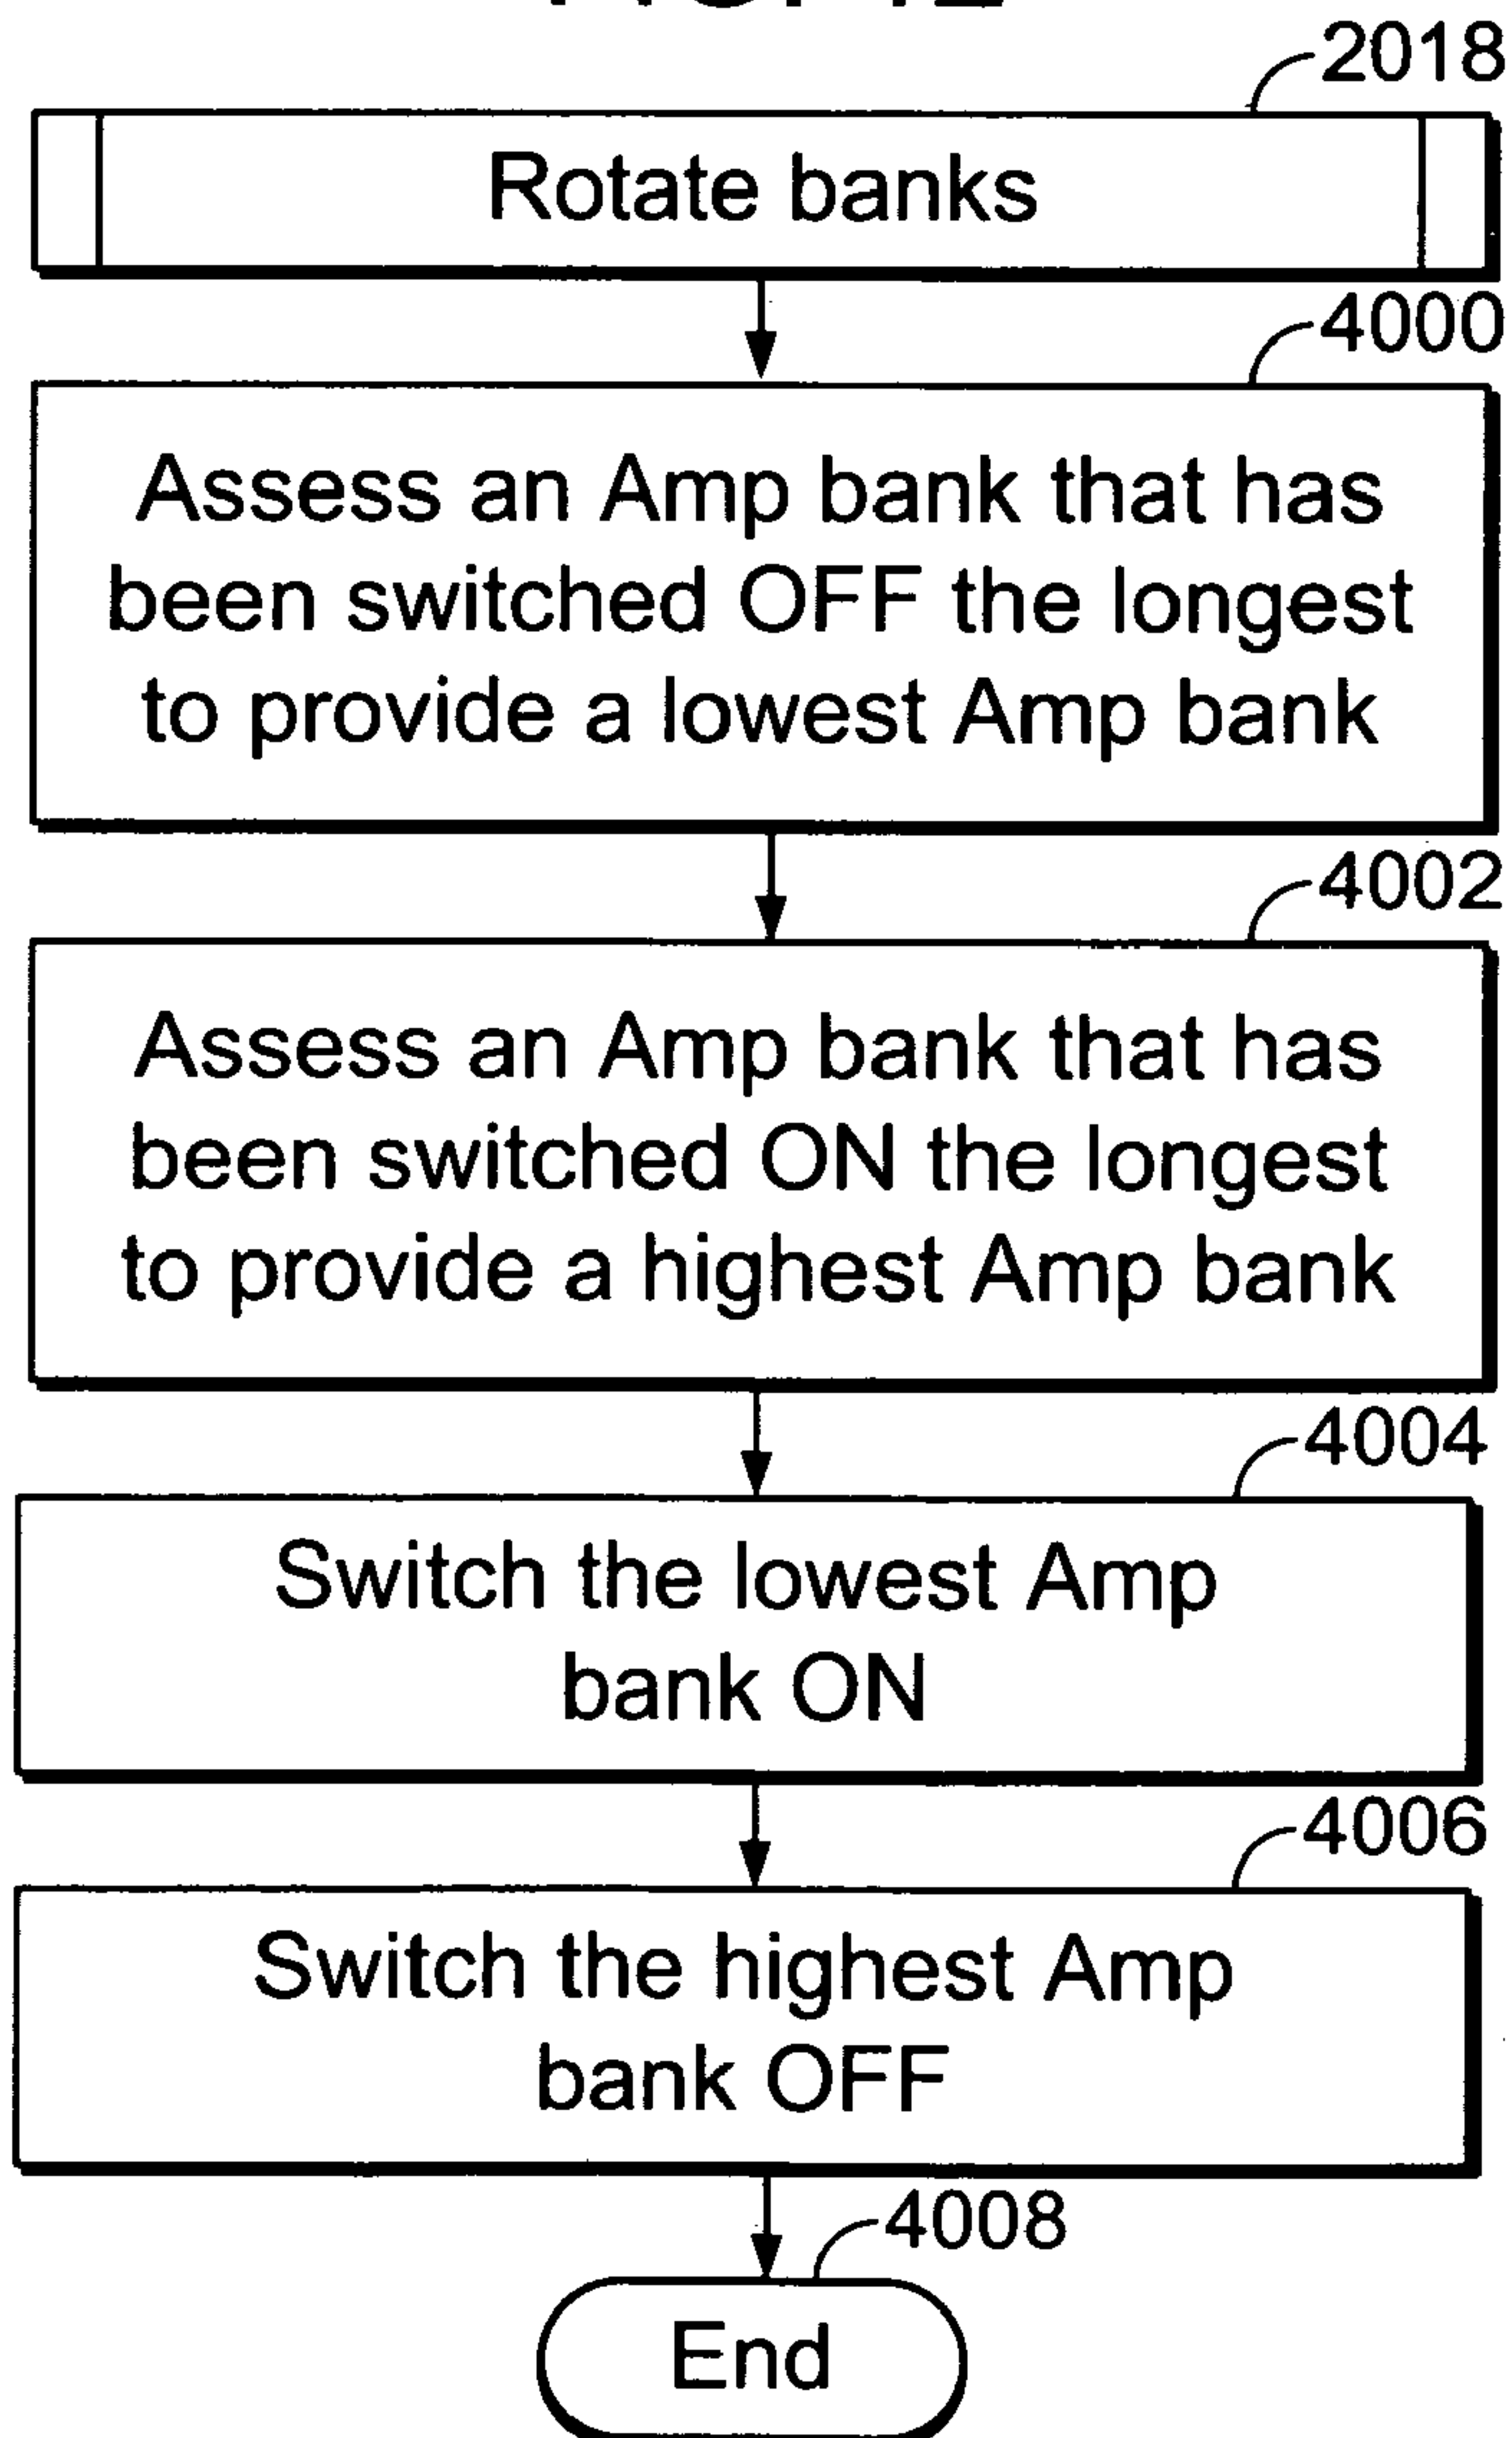 2018
Rotate banks
4000
Assess an Amp bank that has
been switched OFF the longest
to provide a lowest Amp bank
4002
Assess an Amp bank that has
been switched ON the longest
to provide a highest Amp bank
4004
Switch the lowest Amp
bank ON
4006
Switch the highest Amp
bank OFF
4008
End